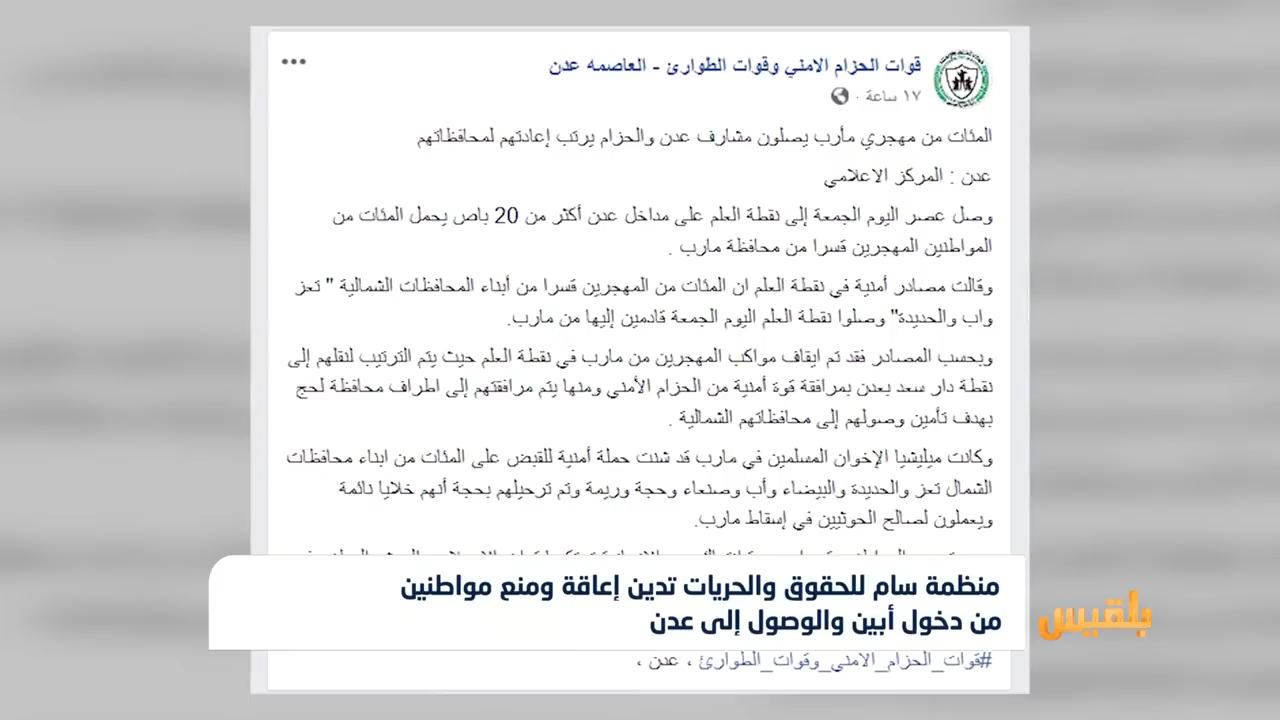 قوات الحزام الامني وقوات الطوارئ - العاصمه عدن
١٧ ساعة ·
المئات من مهجري مأرب يصلون مشارف عدن والحزام يرتب إعادتهم لمحافظاتهم
عدن : المركز الاعلامي
وصل عصر اليوم الجمعة إلى نقطة العلم على مداخل عدن أكثر من 20 باص يحمل المئات من
المواطنين المهجرين قسرا من محافظة مارب .
وقالت مصادر أمنية في نقطة العلم ان المئات من المهجرين قسرا من أبناء المحافظات الشمالية " تعز
واب والحديدة" وصلوا نقطة العلم اليوم الجمعة قادمين إليها من مارب.
وبحسب المصادر فقد تم ايقاف مواكب المهجرين من مارب في نقطة العلم حيث يتم الترتيب لنقلهم إلى
نقطة دار سعد بعدن بمرافقة قوة أمنية من الحزام الأمني ومنها يتم مرافقتهم إلى اطراف محافظة لحج
بهدف تأمين وصولهم إلى محافظاتهم الشمالية .
وكانت ميليشيا الإخوان المسلمين في مارب قد شنت حملة أمنية للقبض على المئات من ابناء محافظات
الشمال تعز والحديدة والبيضاء وأب وصنعاء وحجة وريمة وتم ترحيلهم بحجة أنهم خلايا نائمة
ويعملون لصالح الحوثيين في إسقاط مارب.
منظمة سام للحقوق والحريات تدين إعاقة ومنع مواطنين
من دخول أبين والوصول إلى عدن
بلقيس
#قوات_الحزام_الامني_وقوات_الطوارئ ، عدن ،